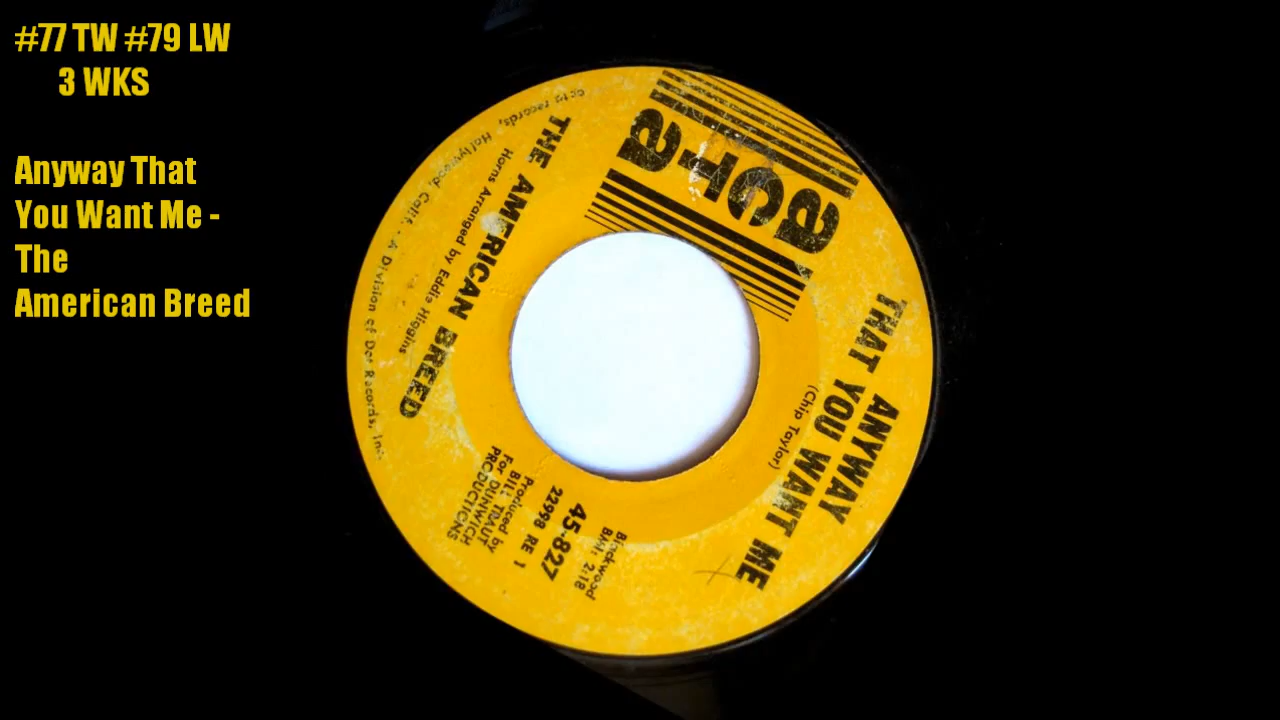 #77 TW #79 LW
3 WKS
Anyway That
You Want Me -
The
American Breed
acta
ANYWAY
THAT YOU WANT ME
(Chip Taylor)
Blackwood
BMI: 2:18
45-827
22998 RE 1
Produced by
BILL TRAUT
For DUNWICH
PRODUCTIONS
THE AMERICAN BREED
Horns Arranged by Eddie Higgins
acta records, Hollywood, Calif. . A Division of Dot Records, Inc.